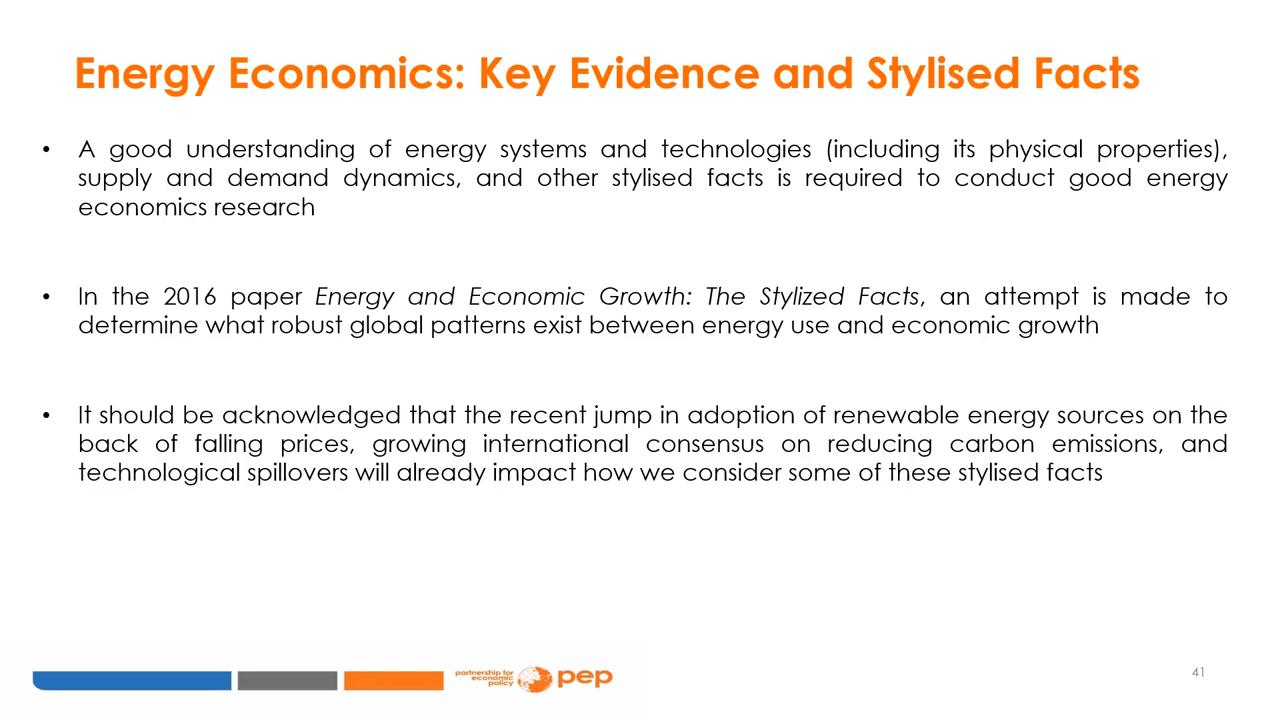 Energy Economics: Key Evidence and Stylised Facts
• A good understanding of energy systems and technologies (including its physical properties),
supply and demand dynamics, and other stylised facts is required to conduct good energy
economics research
• In the 2016 paper Energy and Economic Growth: The Stylized Facts, an attempt is made to
determine what robust global patterns exist between energy use and economic growth
• It should be acknowledged that the recent jump in adoption of renewable energy sources on the
back of falling prices, growing international consensus on reducing carbon emissions, and
technological spillovers will already impact how we consider some of these stylised facts
partnership for
economic
policy
pep
41